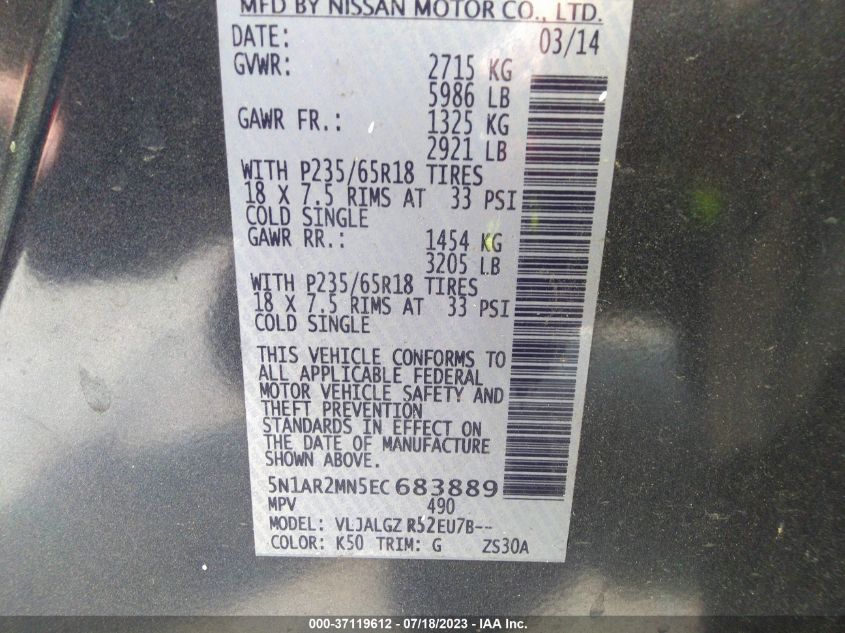 MFD BY NISSAN MOTOR CO., LTD.
DATE: 03/14
GVWR: 2715 KG
5986 LB
GAWR FR.: 1325 KG
2921 LB
WITH P235/65R18 TIRES
18 X 7.5 RIMS AT 33 PSI
COLD SINGLE
GAWR RR.: 1454 KG
3205 LB
WITH P235/65R18 TIRES
18 X 7.5 RIMS AT 33 PSI
COLD SINGLE
THIS VEHICLE CONFORMS TO
ALL APPLICABLE FEDERAL
MOTOR VEHICLE SAFETY AND
THEFT PREVENTION
STANDARDS IN EFFECT ON
THE DATE OF MANUFACTURE
SHOWN ABOVE.
5N1AR2MN5EC683889
MPV 490
MODEL: VLJALGZ R52EU7B--
COLOR: K50 TRIM: G ZS30A
000-37119612 - 07/18/2023 - IAA Inc.